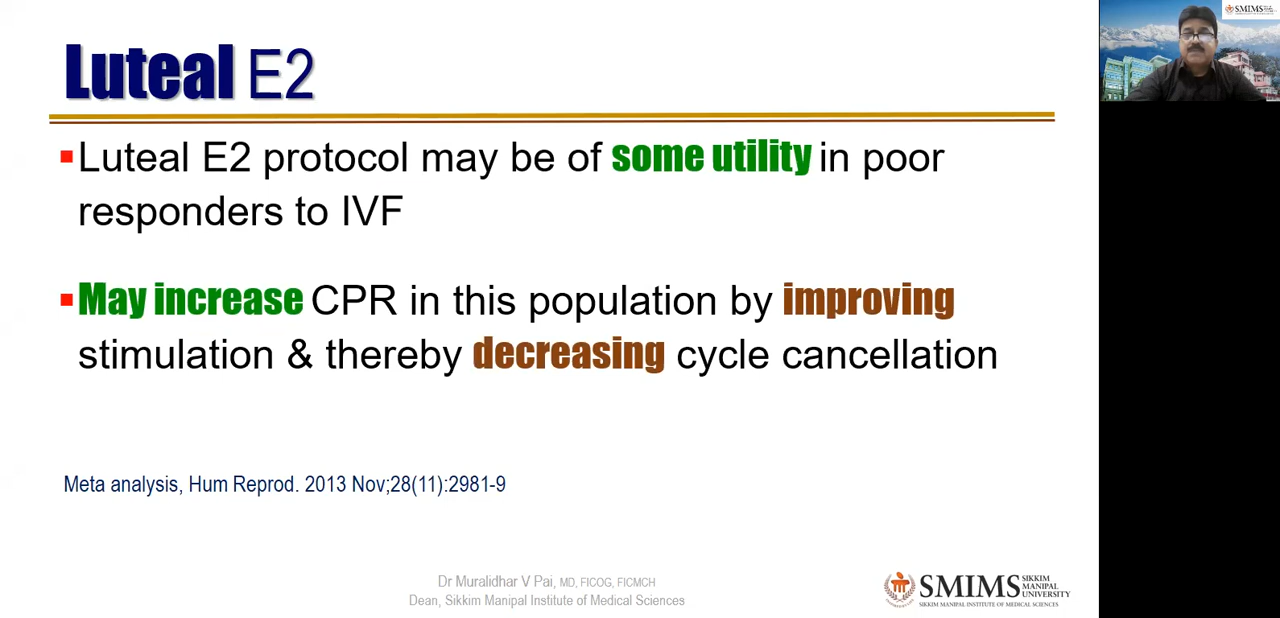 Luteal E2
▪Luteal E2 protocol may be of some utility in poor
responders to IVF
▪May increase CPR in this population by improving
stimulation & thereby decreasing cycle cancellation
Meta analysis, Hum Reprod. 2013 Nov;28(11):2981-9
Dr Muralidhar V Pai, MD, FICOG, FICMCH
Dean, Sikkim Manipal Institute of Medical Sciences
SMIMS SIKKIM
MANIPAL
UNIVERSITY
SIKKIM MANIPAL INSTITUTE OF MEDICAL SCIENCES
SMIMS